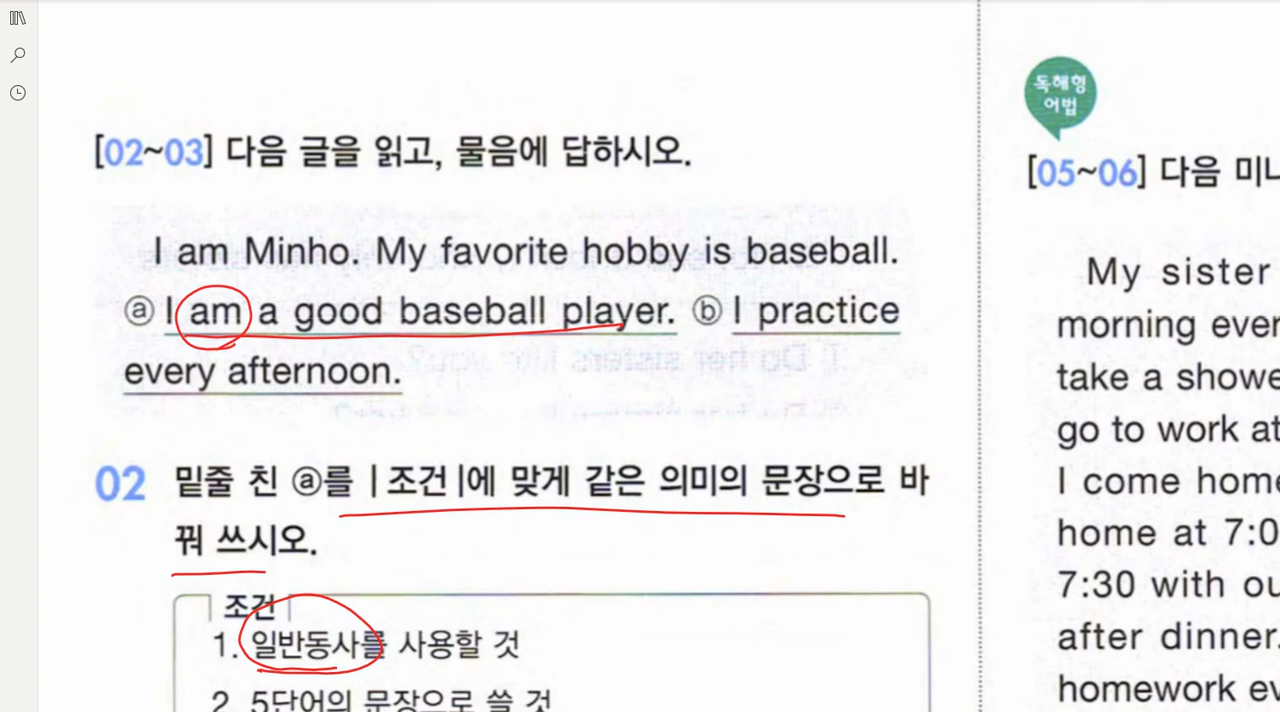 [02~03] 다음 글을 읽고, 물음에 답하시오.
I am Minho. My favorite hobby is baseball.
ⓐ I am a good baseball player. ⓑ I practice
every afternoon.
02 밑줄 친 ⓐ를 |조건|에 맞게 같은 의미의 문장으로 바
꿔 쓰시오.
조건
1. 일반동사를 사용할 것
2. 5단어의 문장으로 쓸 것
독해형
어법
[05~06] 다음 미니
My sister
morning ever
take a showe
go to work at
I come home
home at 7:0
7:30 with ou
after dinner.
homework ev